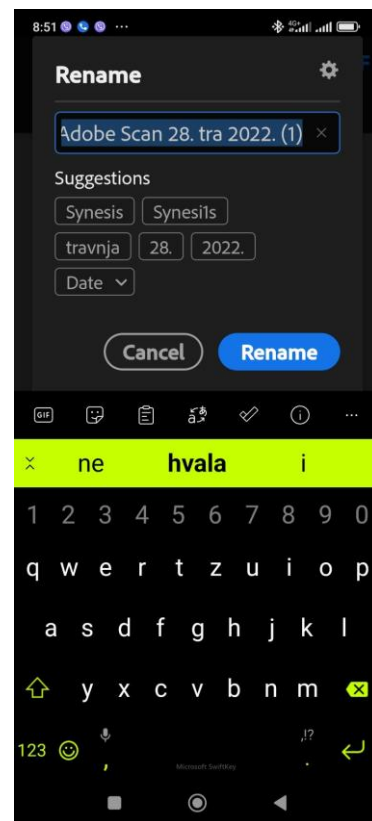 8:51 ...
4G+
Rename
Adobe Scan 28. tra 2022. (1) ×
Suggestions
Synesis Synesi1s
travnja 28. 2022.
Date
Cancel Rename
GIF ...
ne hvala i
1 2 3 4 5 6 7 8 9 0
q w e r t z u i o p
a s d f g h j k l
y x c v b n m
123 , Microsoft SwiftKey ,!? .